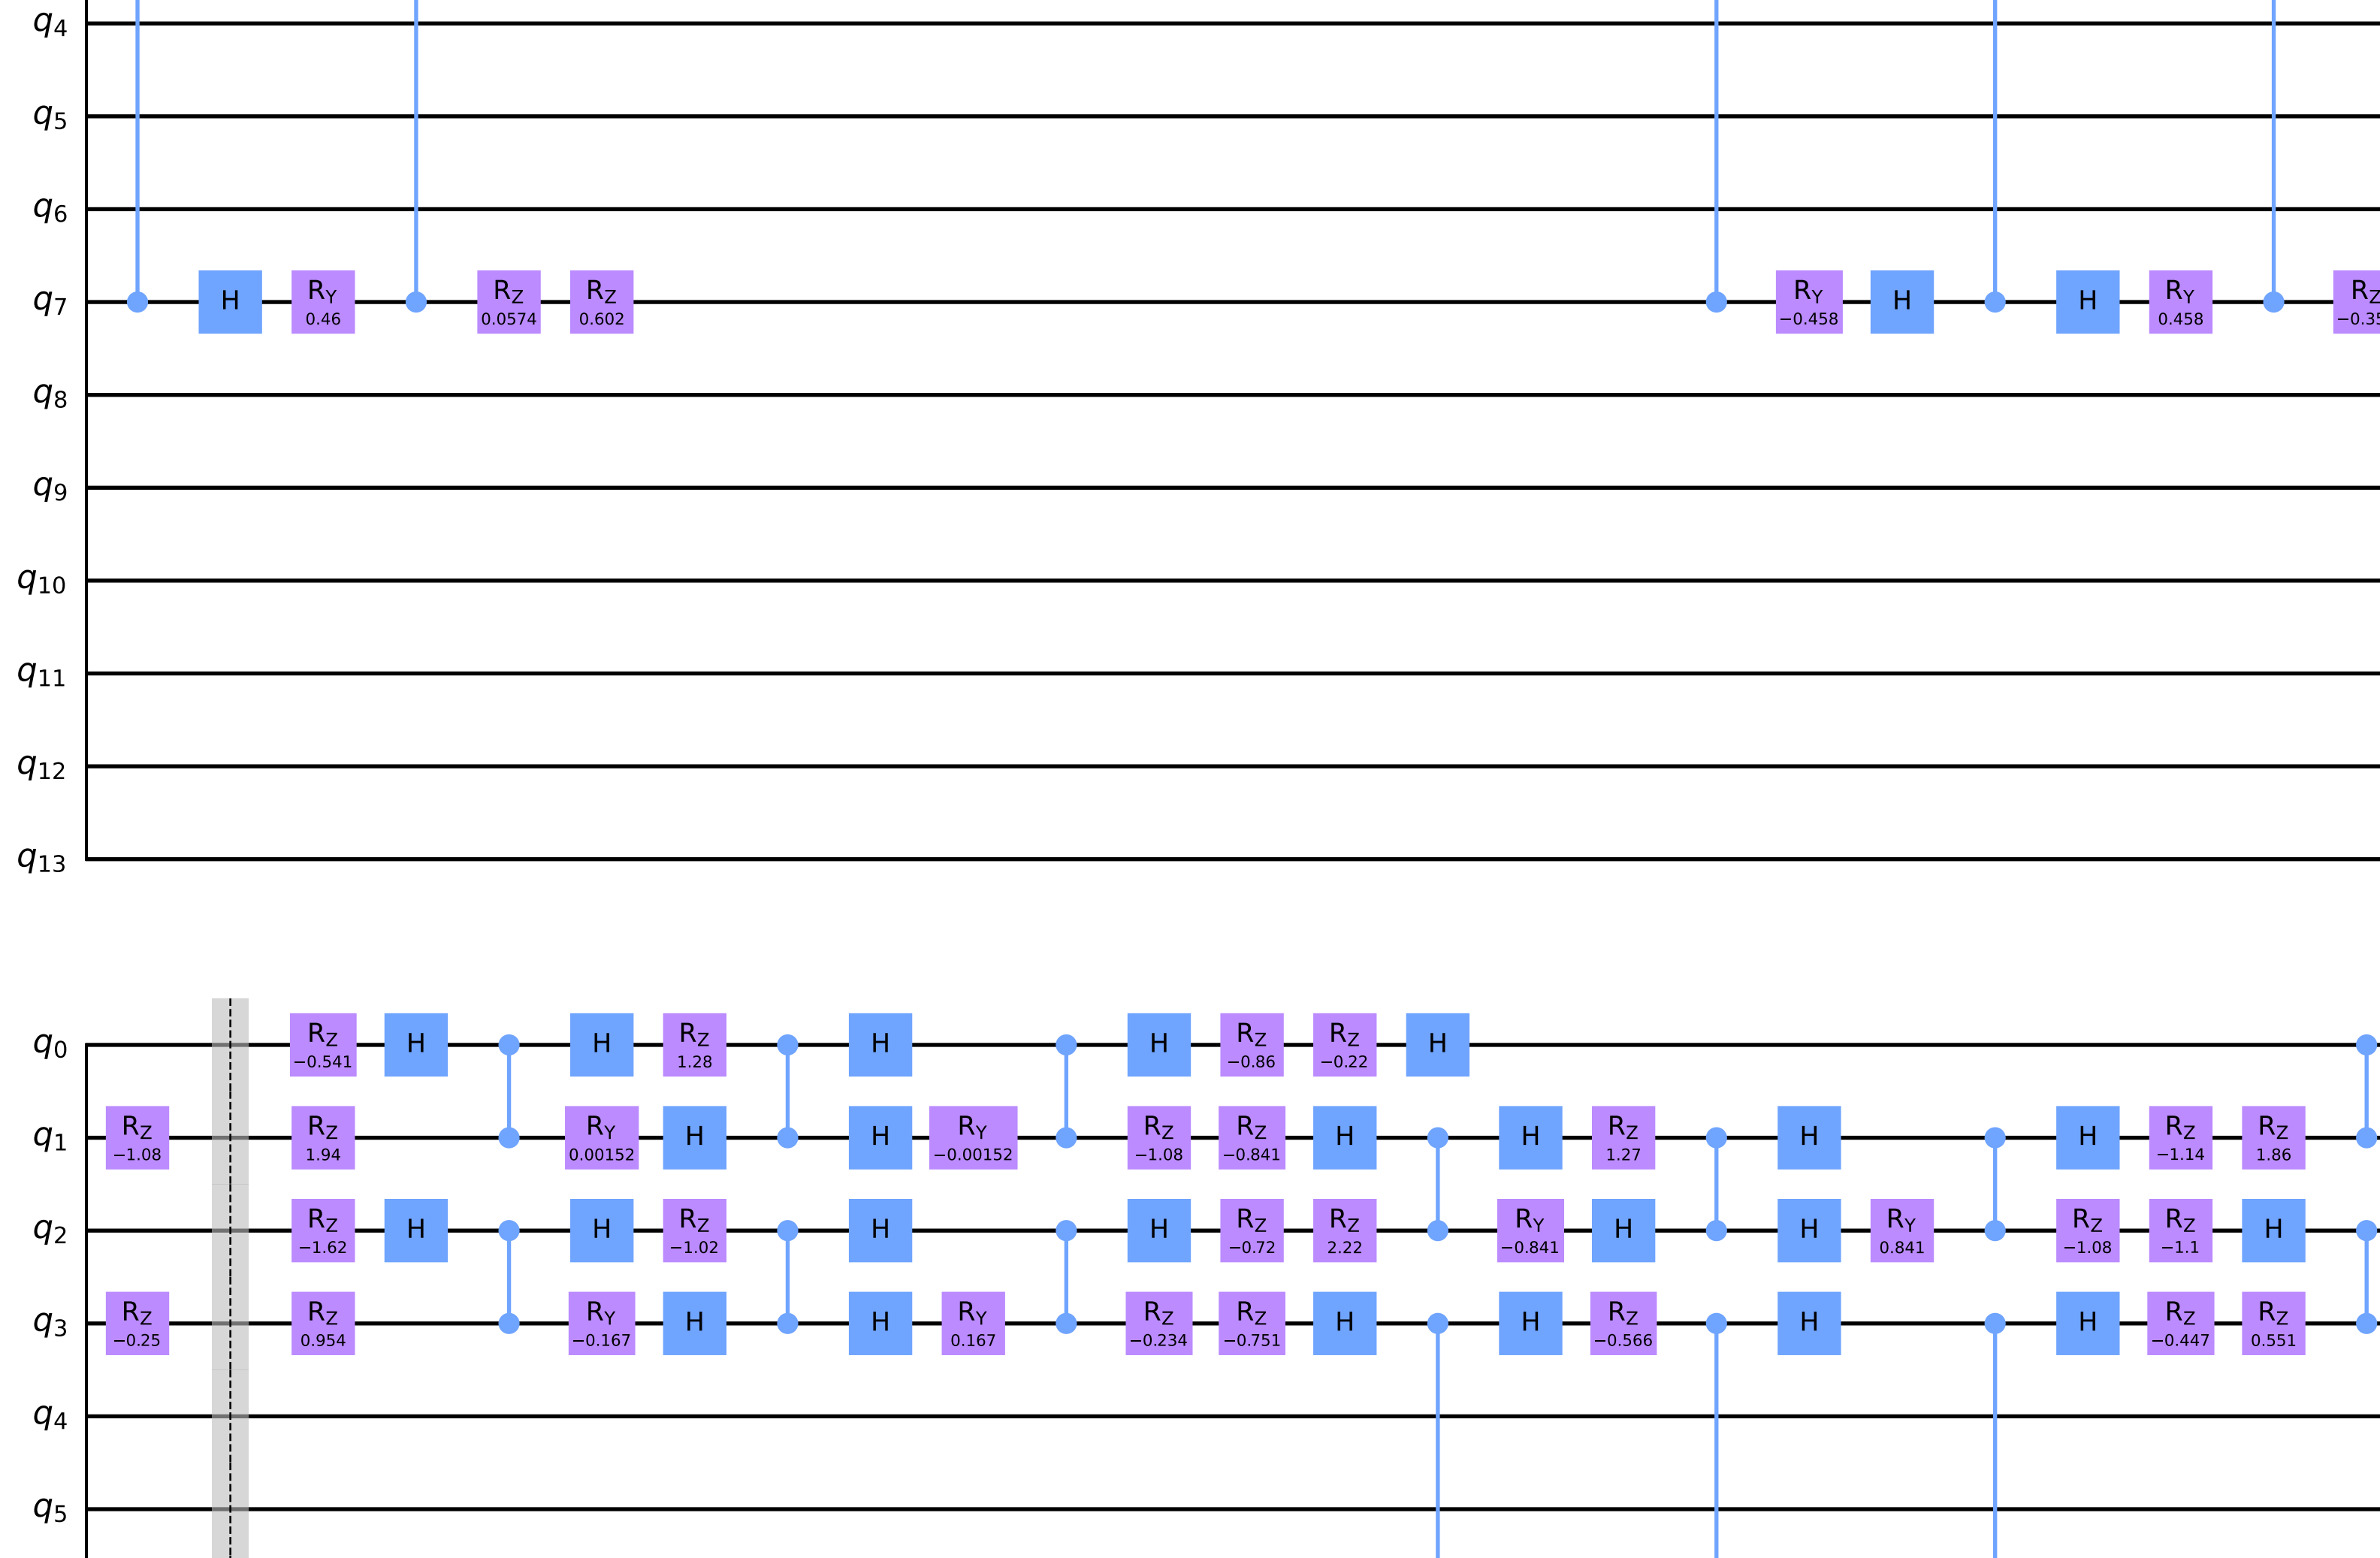 q4
q5
q6
q7 H RY 0.46 RZ 0.0574 RZ 0.602 RY −0.458 H H RY 0.458 RZ −0.35
q8
q9
q10
q11
q12
q13
q0 RZ −0.541 H H RZ 1.28 H H RZ −0.86 RZ −0.22 H
q1 RZ −1.08 RZ 1.94 RY 0.00152 H H RY −0.00152 RZ −1.08 RZ −0.841 H H RZ 1.27 H H RZ −1.14 RZ 1.86
q2 RZ −1.62 H H RZ −1.02 H H RZ −0.72 RZ 2.22 RY −0.841 H H RY 0.841 RZ −1.08 RZ −1.1 H
q3 RZ −0.25 RZ 0.954 RY −0.167 H H RY 0.167 RZ −0.234 RZ −0.751 H H RZ −0.566 H H RZ −0.447 RZ 0.551
q4
q5